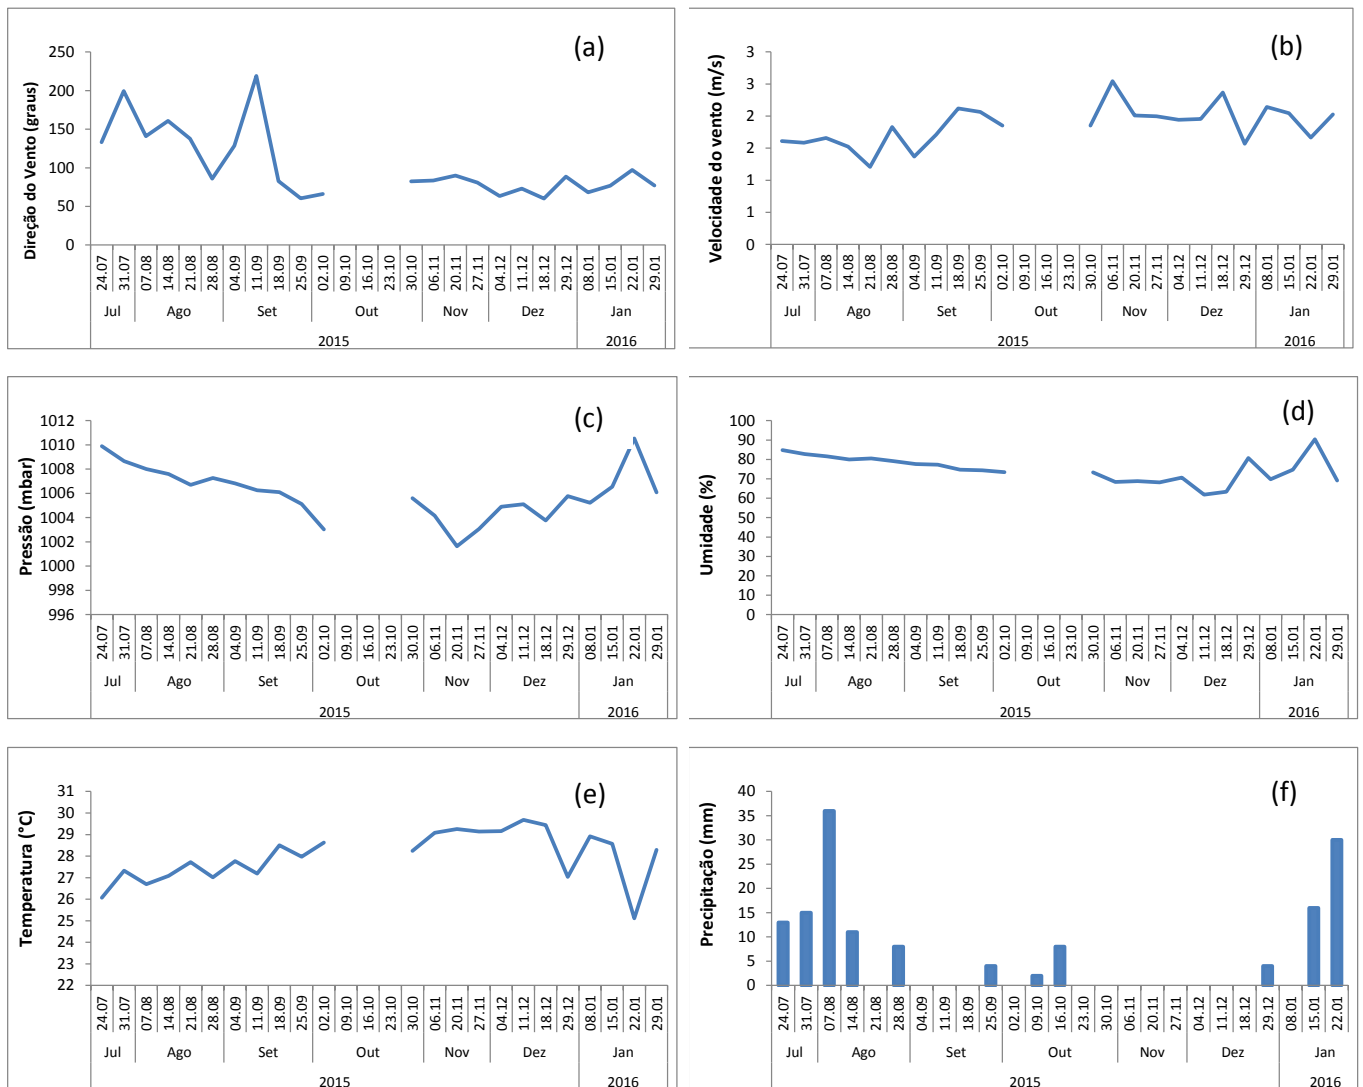 (a)
Direção do Vento (graus)
250
200
150
100
50
0
24.07 31.07 07.08 14.08 21.08 28.08 04.09 11.09 18.09 25.09 02.10 09.10 16.10 23.10 30.10 06.11 20.11 27.11 04.12 11.12 18.12 29.12 08.01 15.01 22.01 29.01
Jul Ago Set Out Nov Dez Jan
2015 2016
(b)
Velocidade do vento (m/s)
3
3
2
2
1
1
0
24.07 31.07 07.08 14.08 21.08 28.08 04.09 11.09 18.09 25.09 02.10 09.10 16.10 23.10 30.10 06.11 20.11 27.11 04.12 11.12 18.12 29.12 08.01 15.01 22.01 29.01
Jul Ago Set Out Nov Dez Jan
2015 2016
(c)
Pressão (mbar)
1012
1010
1008
1006
1004
1002
1000
998
996
24.07 31.07 07.08 14.08 21.08 28.08 04.09 11.09 18.09 25.09 02.10 09.10 16.10 23.10 30.10 06.11 20.11 27.11 04.12 11.12 18.12 29.12 08.01 15.01 22.01 29.01
Jul Ago Set Out Nov Dez Jan
2015 2016
(d)
Umidade (%)
100
90
80
70
60
50
40
30
20
10
0
24.07 31.07 07.08 14.08 21.08 28.08 04.09 11.09 18.09 25.09 02.10 09.10 16.10 23.10 30.10 06.11 20.11 27.11 04.12 11.12 18.12 29.12 08.01 15.01 22.01 29.01
Jul Ago Set Out Nov Dez Jan
2015 2016
(e)
Temperatura (°C)
31
30
29
28
27
26
25
24
23
22
24.07 31.07 07.08 14.08 21.08 28.08 04.09 11.09 18.09 25.09 02.10 09.10 16.10 23.10 30.10 06.11 20.11 27.11 04.12 11.12 18.12 29.12 08.01 15.01 22.01 29.01
Jul Ago Set Out Nov Dez Jan
2015 2016
(f)
Precipitação (mm)
40
35
30
25
20
15
10
5
0
24.07 31.07 07.08 14.08 21.08 28.08 04.09 11.09 18.09 25.09 02.10 09.10 16.10 23.10 30.10 06.11 20.11 27.11 04.12 11.12 29.12 08.01 15.01 22.01
Jul Ago Set Out Nov Dez Jan
2015 2016